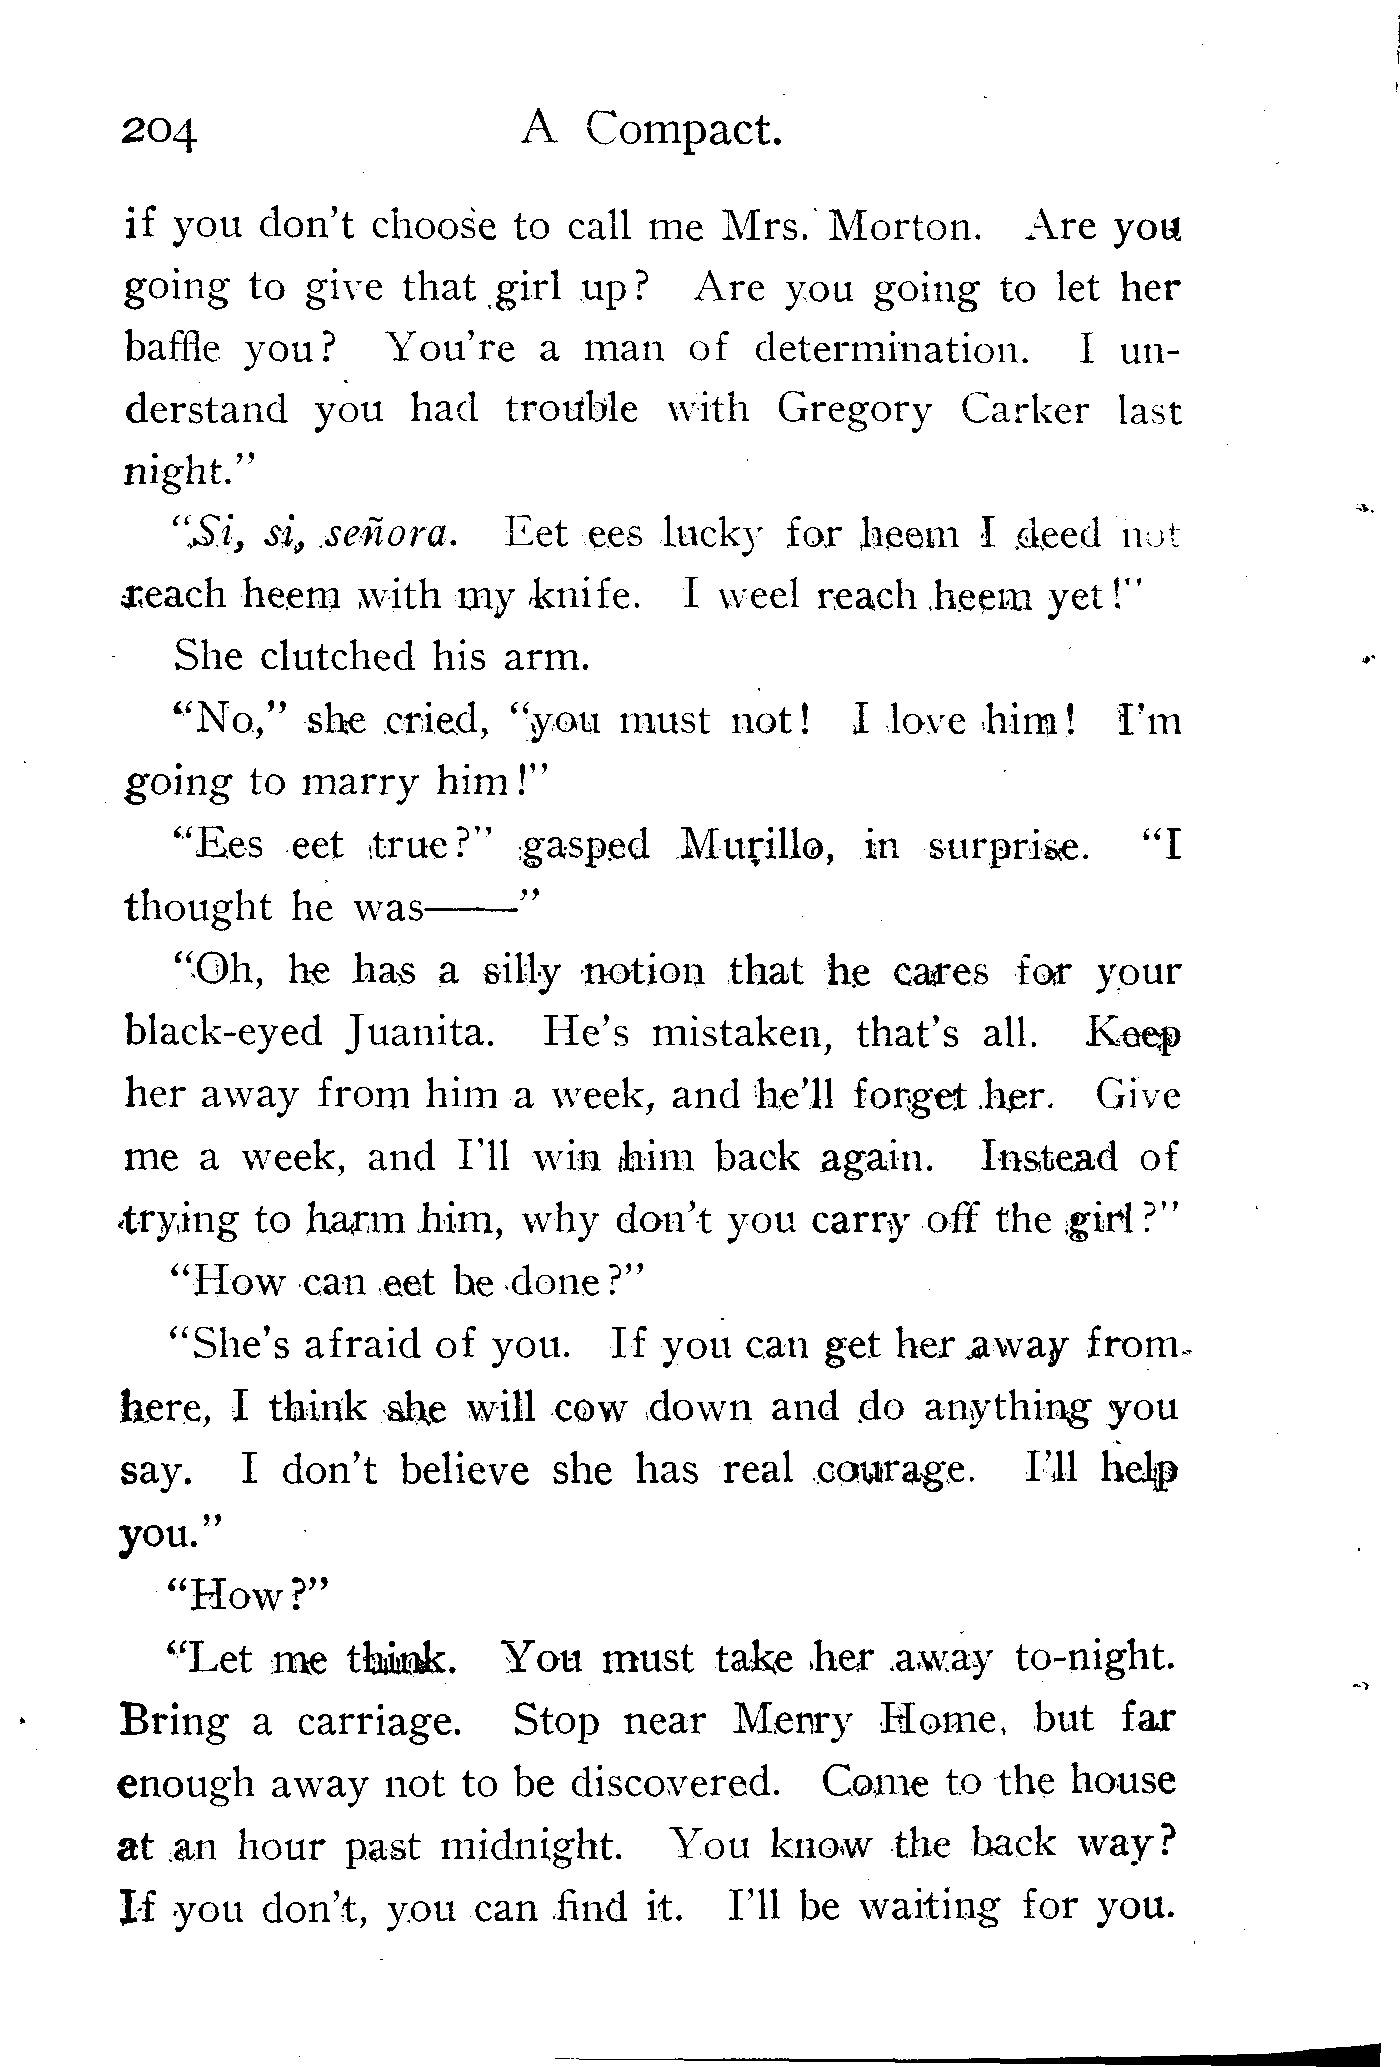 204 A Compact.
if you don't choose to call me Mrs. Morton. Are you
going to give that girl up? Are you going to let her
baffle you? You're a man of determination. I un-
derstand you had trouble with Gregory Carker last
night."
"Si, si, señora. Eet ees lucky for heem I deed not
reach heem with my knife. I weel reach heem yet!"
She clutched his arm.
"No," she cried, "you must not! I love him! I'm
going to marry him!"
"Ees eet true?" gasped Murillo, in surprise. "I
thought he was——"
"Oh, he has a silly notion that he cares for your
black-eyed Juanita. He's mistaken, that's all. Keep
her away from him a week, and he'll forget her. Give
me a week, and I'll win him back again. Instead of
trying to harm him, why don't you carry off the girl?"
"How can eet be done?"
"She's afraid of you. If you can get her away from
here, I think she will cow down and do anything you
say. I don't believe she has real courage. I'll help
you."
"How?"
"Let me think. You must take her away to-night.
Bring a carriage. Stop near Merry Home, but far
enough away not to be discovered. Come to the house
at an hour past midnight. You know the back way?
If you don't, you can find it. I'll be waiting for you.